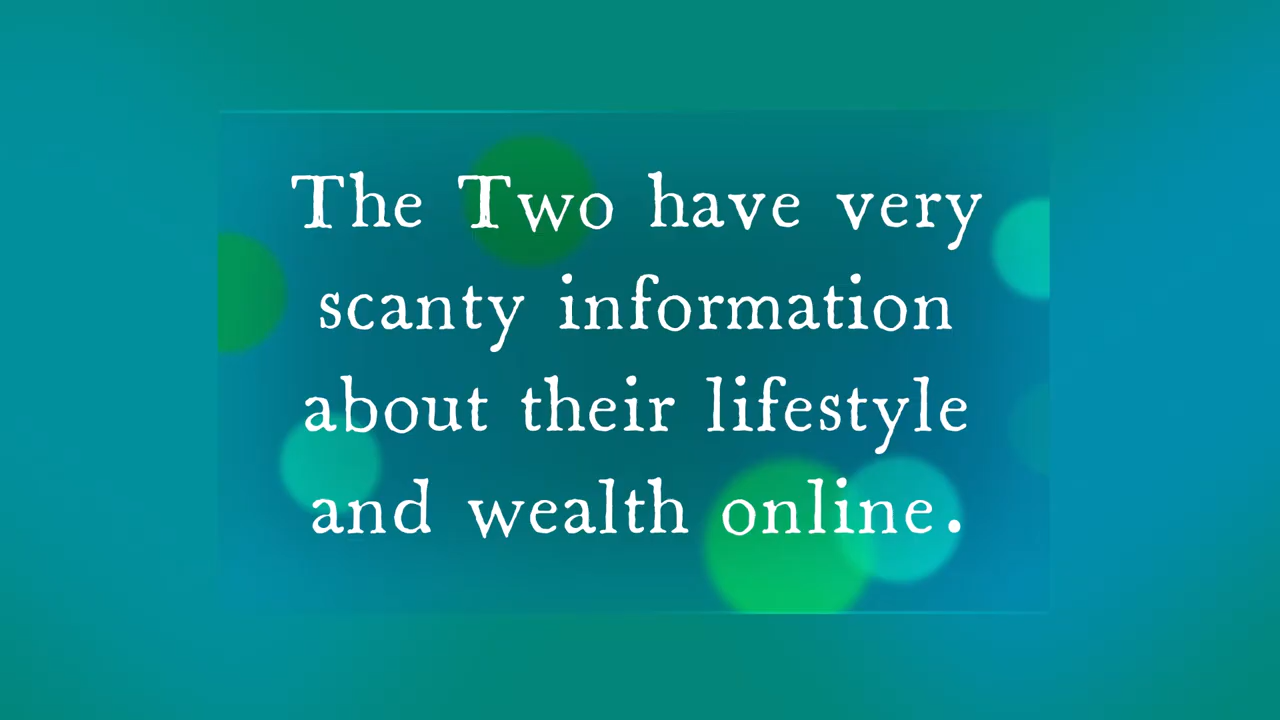 The Two have very
scanty information
about their lifestyle
and wealth online.